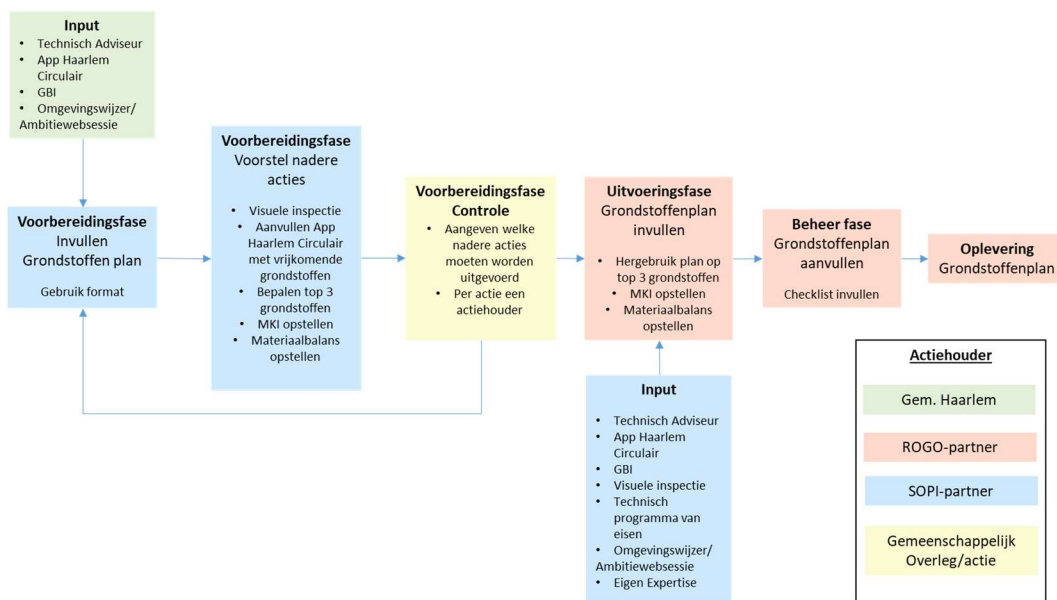 Input
• Technisch Adviseur
• App Haarlem
Circulair
• GBI
• Omgevingswijzer/
Ambitiewebsessie
Voorbereidingsfase
Invullen
Grondstoffen plan
Gebruik format
Voorbereidingsfase
Voorstel nadere
acties
• Visuele inspectie
• Aanvullen App
Haarlem Circulair
met vrijkomende
grondstoffen
• Bepalen top 3
grondstoffen
• MKI opstellen
• Materiaalbalans
opstellen
Voorbereidingsfase
Controle
• Aangeven welke
nadere acties
moeten worden
uitgevoerd
• Per actie een
actiehouder
Uitvoeringsfase
Grondstoffenplan
invullen
• Hergebruik plan op
top 3 grondstoffen
• MKI opstellen
• Materiaalbalans
opstellen
Beheer fase
Grondstoffenplan
aanvullen
Checklist invullen
Oplevering
Grondstoffenplan
Input
• Technisch Adviseur
• App Haarlem
Circulair
• GBI
• Visuele inspectie
• Technisch
programma van
eisen
• Omgevingswijzer/
Ambitiewebsessie
• Eigen Expertise
Actiehouder
Gem. Haarlem
ROGO-partner
SOPI-partner
Gemeenschappelijk
Overleg/actie